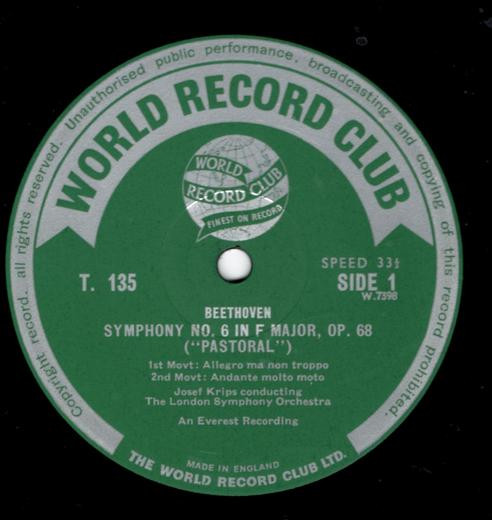 Copyright record. all rights reserved. Unauthorised public performance, broadcasting and copying of this record prohibited.
WORLD RECORD CLUB
WORLD
RECORD CLUB
FINEST ON RECORD
T. 135
SPEED 33⅓
SIDE 1
W.7398
BEETHOVEN
SYMPHONY NO. 6 IN F MAJOR, OP. 68
("PASTORAL")
1st Movt: Allegro ma non troppo
2nd Movt: Andante molto moto
Josef Krips conducting
The London Symphony Orchestra
An Everest Recording
MADE IN ENGLAND
THE WORLD RECORD CLUB LTD.